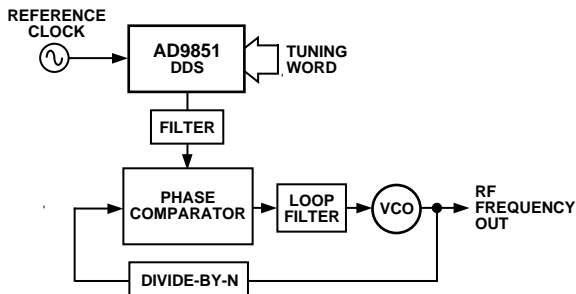 REFERENCE
CLOCK
AD9851
DDS
TUNING
WORD
FILTER
PHASE
COMPARATOR
LOOP
FILTER
VCO
RF
FREQUENCY
OUT
DIVIDE-BY-N